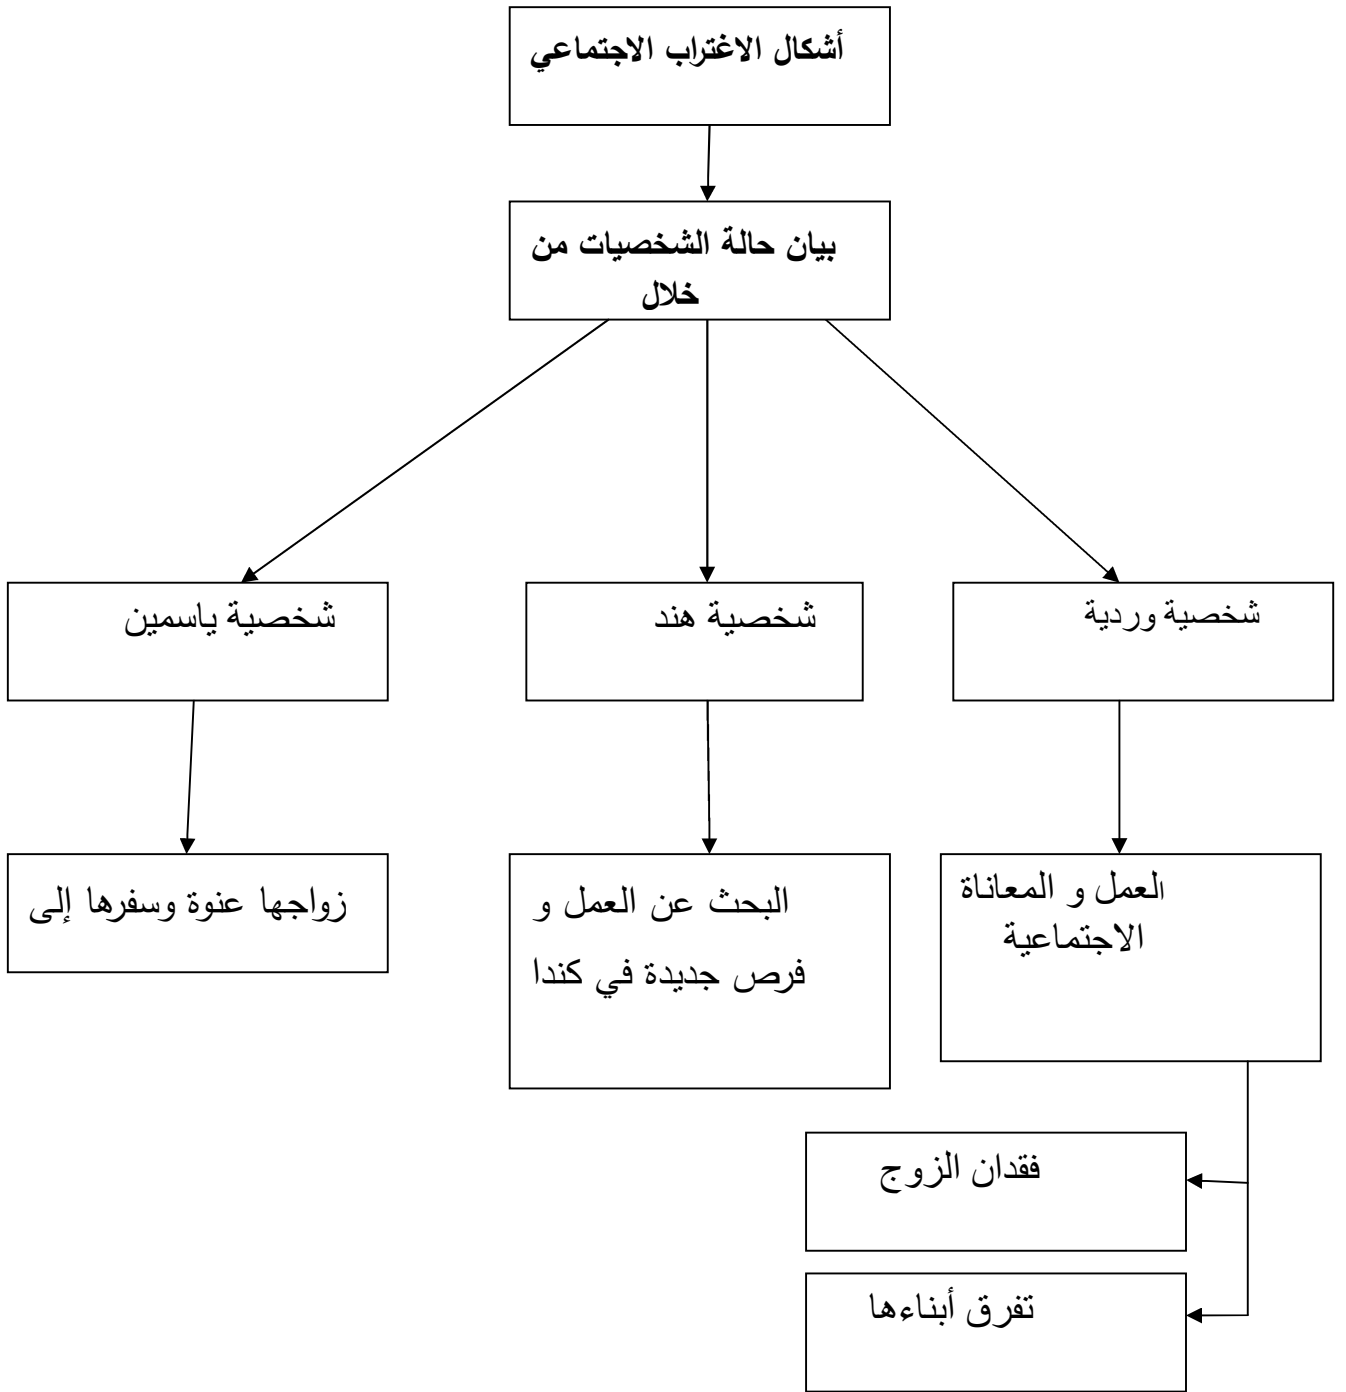 أشكال الاغتراب الاجتماعي
بيان حالة الشخصيات من
خلال
شخصية وردية
شخصية هند
شخصية ياسمين
العمل و المعاناة
الاجتماعية
البحث عن العمل و
فرص جديدة في كندا
زواجها عنوة وسفرها إلى
فقدان الزوج
تفرق أبناءها